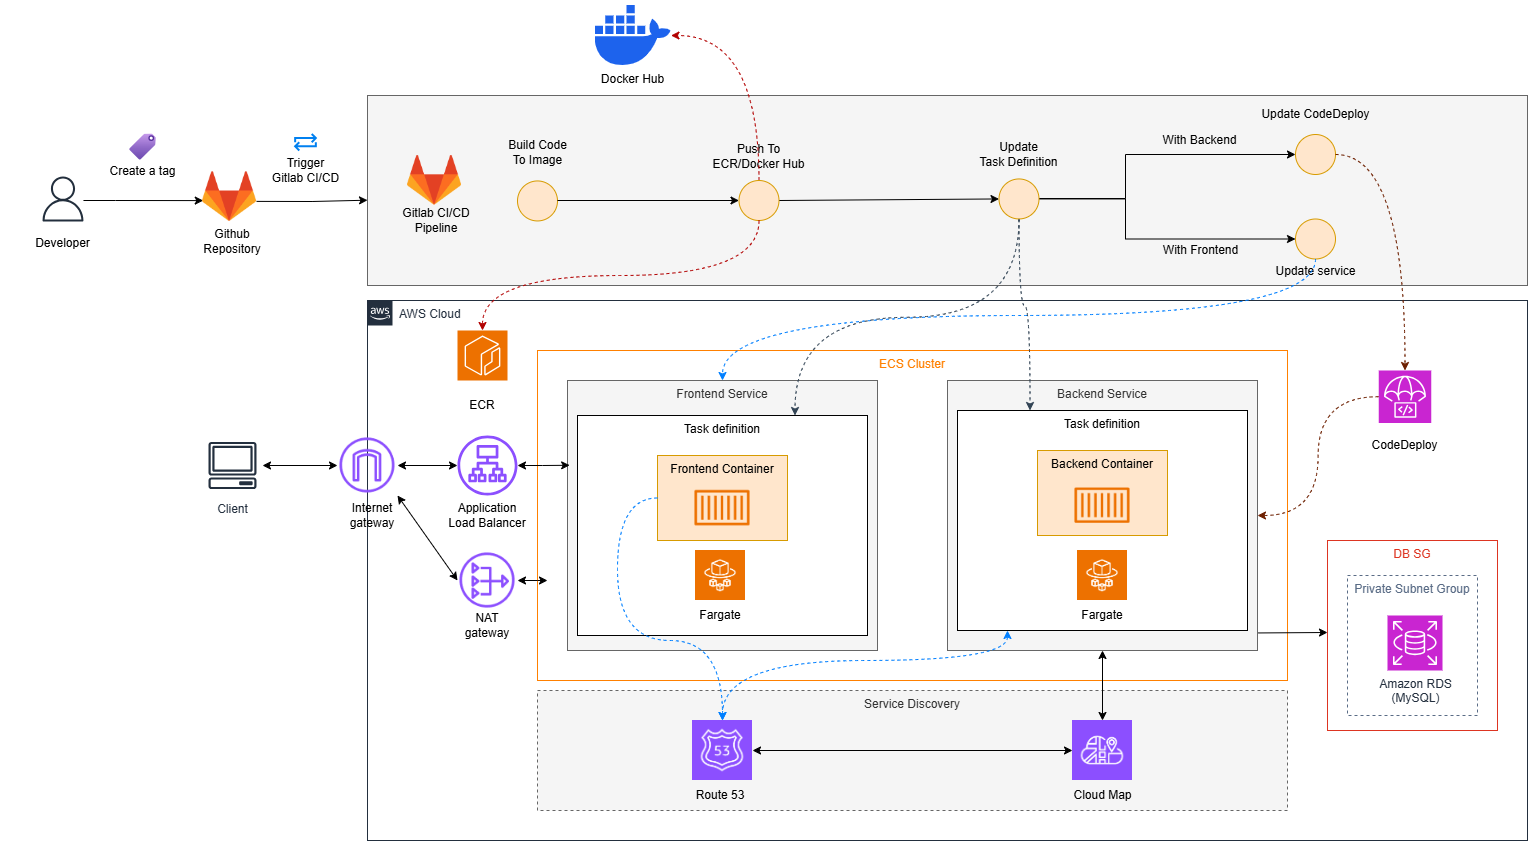 Docker Hub
Update CodeDeploy
Build Code
To Image
Push To
ECR/Docker Hub
Update
Task Definition
With Backend
Create a tag
Trigger
Gitlab CI/CD
Gitlab CI/CD
Pipeline
Developer
Github
Repository
With Frontend
Update service
aws
AWS Cloud
ECS Cluster
ECR
Frontend Service
Backend Service
Task definition
Task definition
CodeDeploy
Frontend Container
Backend Container
Client
Internet
gateway
Application
Load Balancer
NAT
gateway
Fargate
Fargate
DB SG
Private Subnet Group
Amazon RDS
(MySQL)
Service Discovery
53
Route 53
Cloud Map